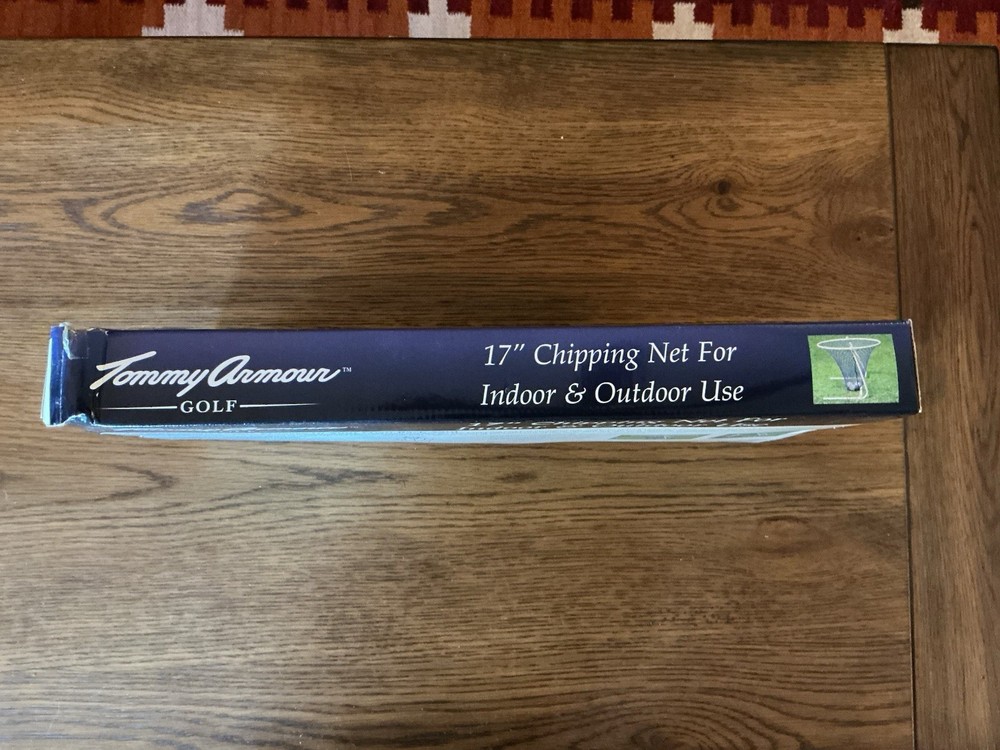 Tommy Armour™
GOLF
17” Chipping Net For
Indoor & Outdoor Use